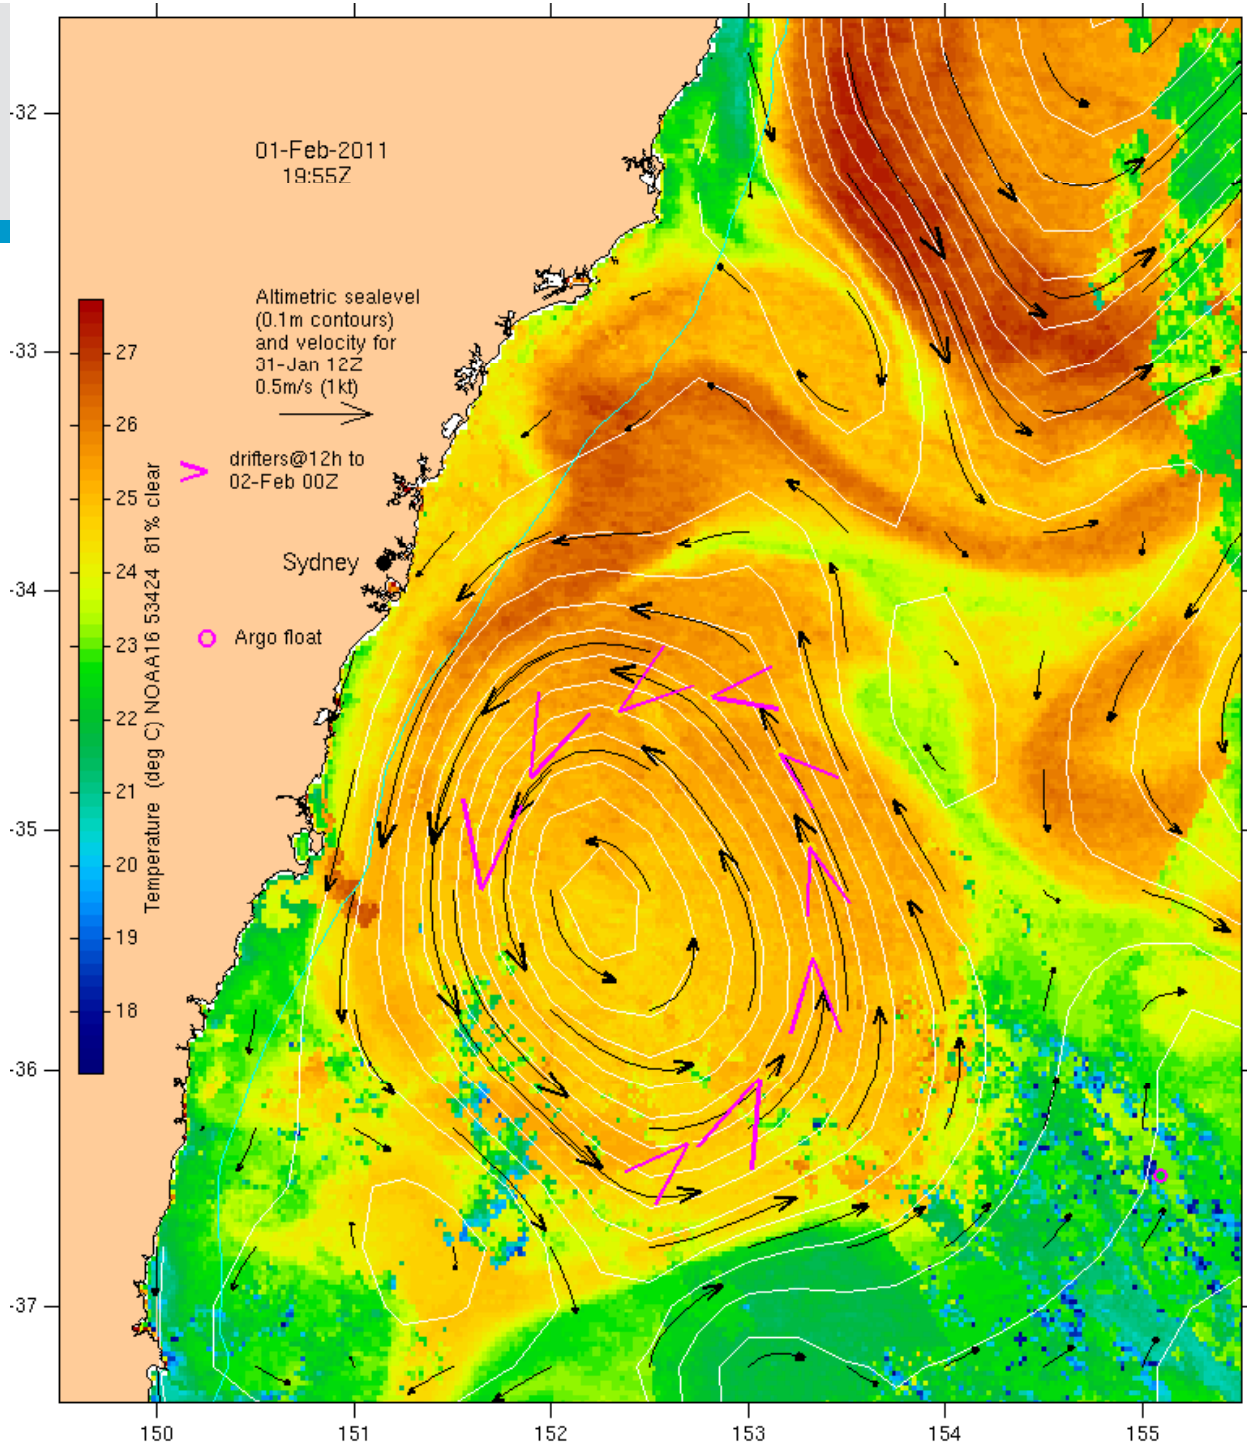 01-Feb-2011
19:55Z
Altimetric sealevel
(0.1m contours)
and velocity for
31-Jan 12Z
0.5m/s (1kt)
drifters@12h to
02-Feb 00Z
Sydney
Argo float
Temperature (deg C) NOAA16 53424 81% clear
27
26
25
24
23
22
21
20
19
18
-32
-33
-34
-35
-36
-37
150
151
152
153
154
155